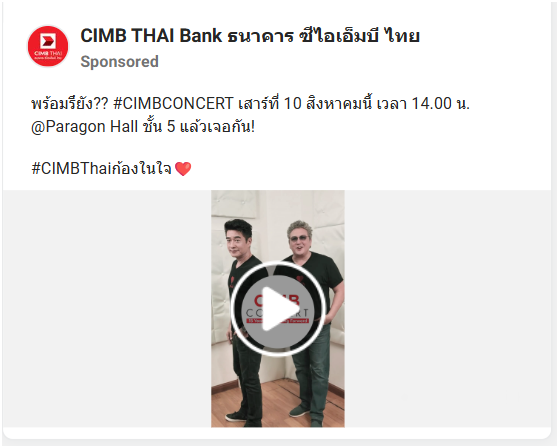 CIMB THAI Bank ธนาคาร ซีไอเอ็มบี ไทย
Sponsored
CIMB THAI
พร้อมรึยัง?? #CIMBCONCERT เสาร์ที่ 10 สิงหาคมนี้ เวลา 14.00 น.
@Paragon Hall ชั้น 5 แล้วเจอกัน!
#CIMBThaiก้องในใจ❤️
CIMB
CONCERT